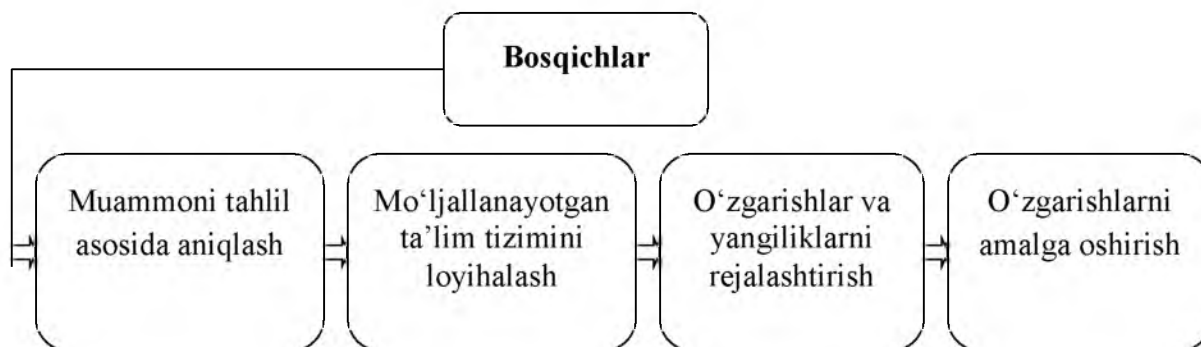 Bosqichlar
Muammoni tahlil
asosida aniqlash
Mo‘ljallanayotgan
ta’lim tizimini
loyihalash
O‘zgarishlar va
yangiliklarni
rejalashtirish
O‘zgarishlarni
amalga oshirish